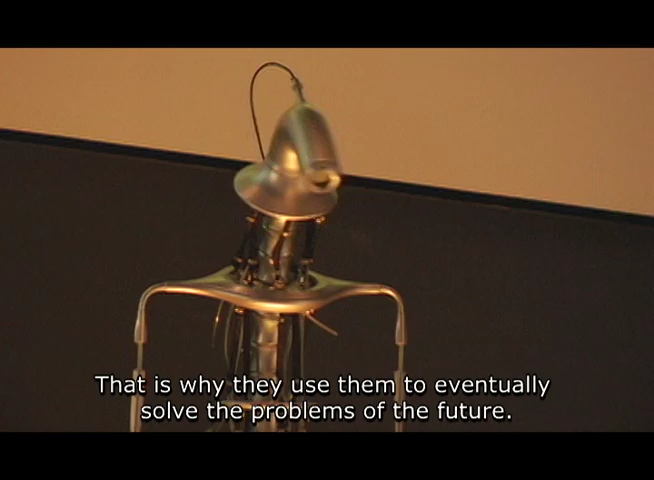 That is why they use them to eventually
solve the problems of the future.